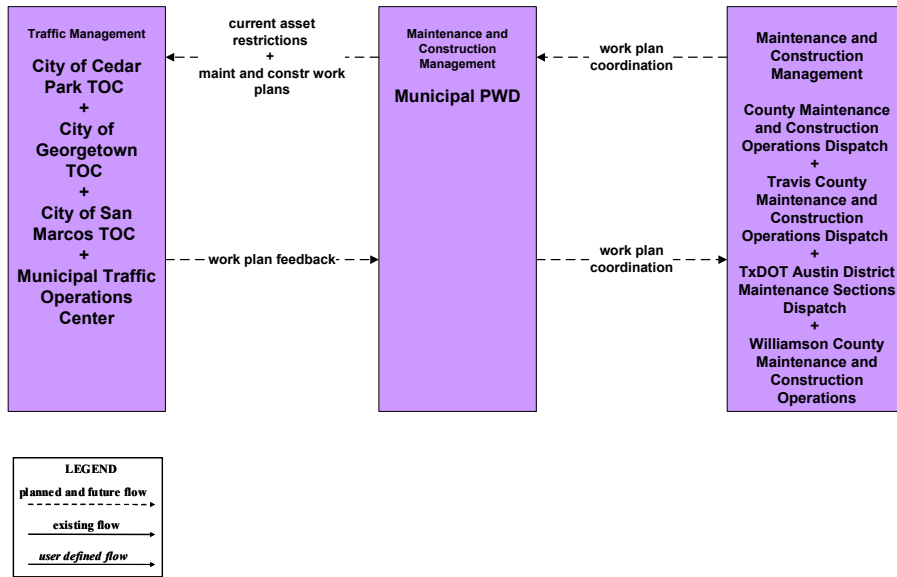 Traffic Management
City of Cedar
Park TOC
+
City of
Georgetown
TOC
+
City of San
Marcos TOC
+
Municipal Traffic
Operations
Center
current asset
restrictions
+
maint and constr work
plans
work plan feedback
Maintenance and
Construction
Management
Municipal PWD
work plan
coordination
work plan
coordination
Maintenance and
Construction
Management
County Maintenance
and Construction
Operations Dispatch
+
Travis County
Maintenance and
Construction
Operations Dispatch
+
TxDOT Austin District
Maintenance Sections
Dispatch
+
Williamson County
Maintenance and
Construction
Operations
LEGEND
planned and future flow
existing flow
user defined flow